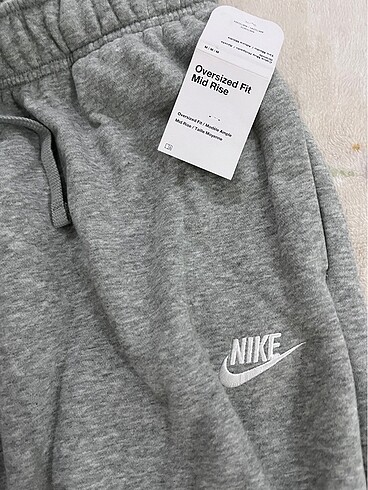 M / M / M
Oversized Fit
Mid Rise
Oversized Fit / Modèle Ample
Mid Rise / Taille Moyenne
NIKE